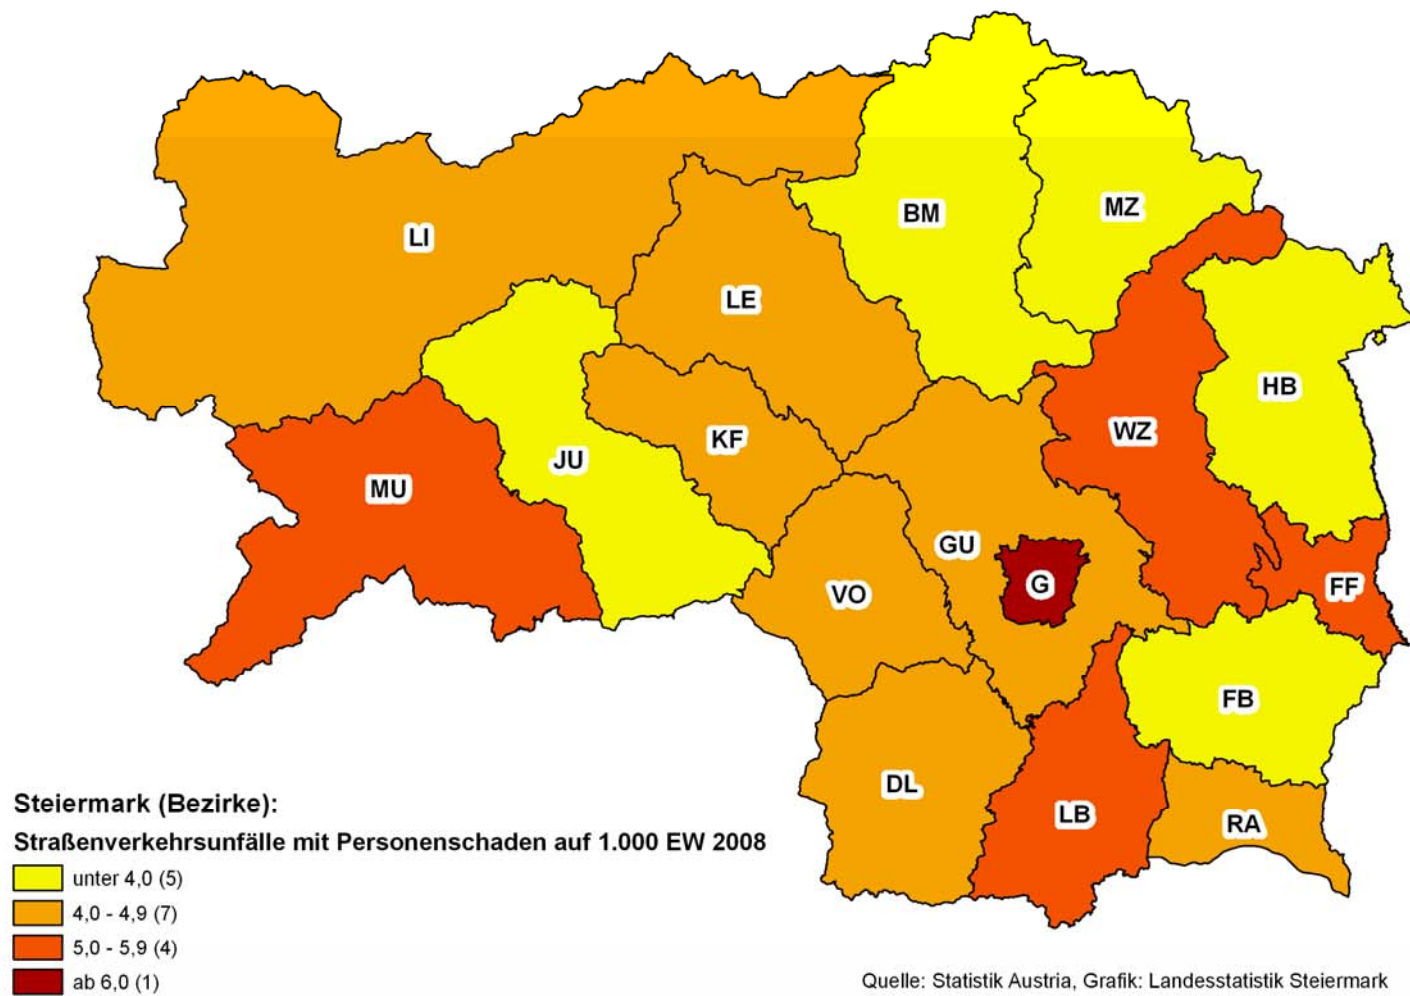 BM
MZ
LI
LE
HB
WZ
KF
JU
MU
GU
G
FF
VO
FB
DL
LB
RA
Steiermark (Bezirke):
Straßenverkehrsunfälle mit Personenschaden auf 1.000 EW 2008
unter 4,0 (5)
4,0 - 4,9 (7)
5,0 - 5,9 (4)
ab 6,0 (1)
Quelle: Statistik Austria, Grafik: Landesstatistik Steiermark